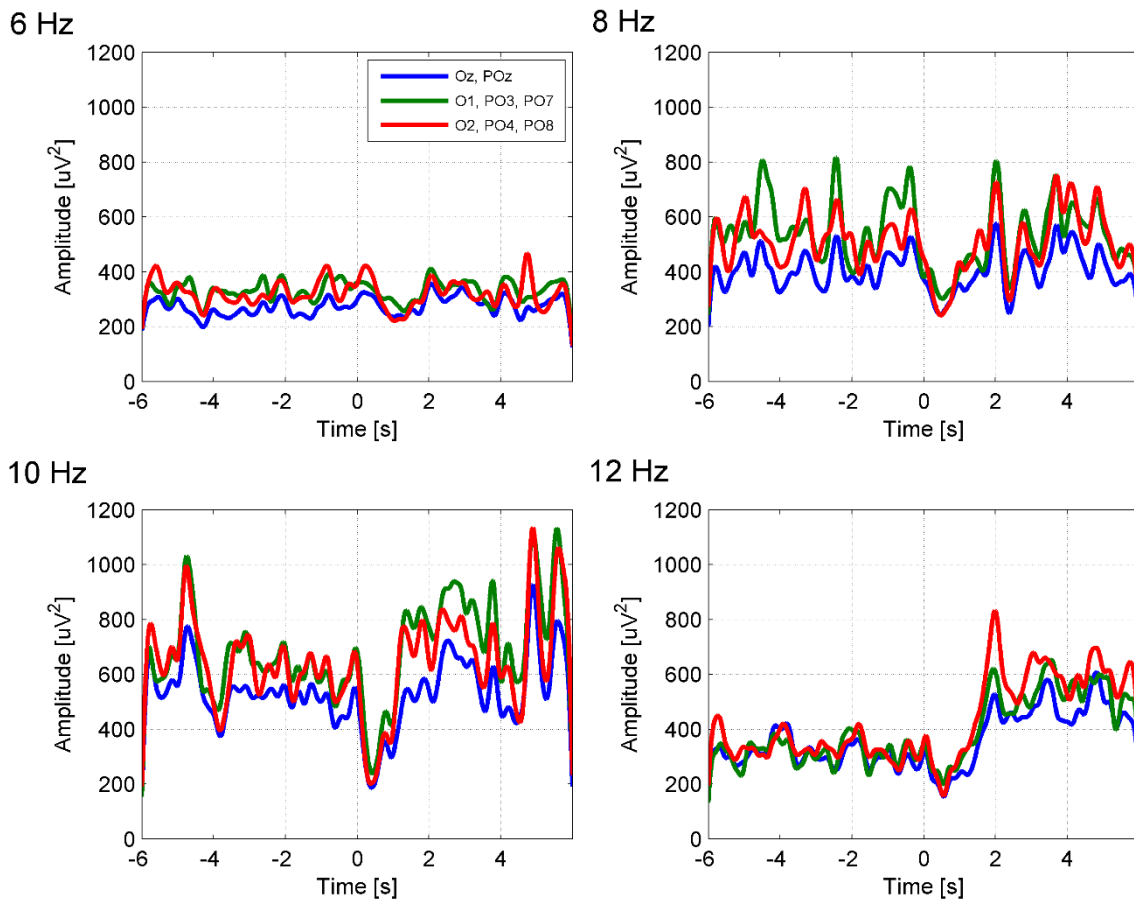 6 Hz
1200
1000
800
600
400
200
0
Amplitude [uV²]
-6 -4 -2 0 2 4
Time [s]
Oz, POz
O1, PO3, PO7
O2, PO4, PO8
8 Hz
1200
1000
800
600
400
200
0
Amplitude [uV²]
-6 -4 -2 0 2 4
Time [s]
10 Hz
1200
1000
800
600
400
200
0
Amplitude [uV²]
-6 -4 -2 0 2 4
Time [s]
12 Hz
1200
1000
800
600
400
200
0
Amplitude [uV²]
-6 -4 -2 0 2 4
Time [s]